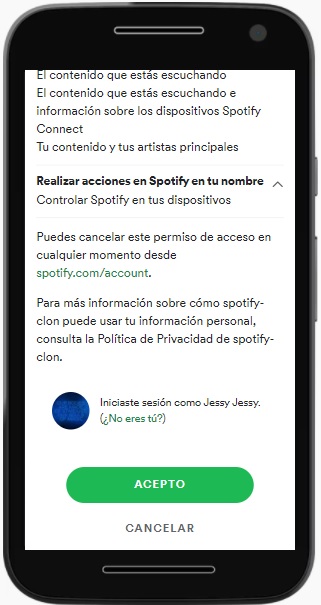 El contenido que estás escuchando
El contenido que estás escuchando e
información sobre los dispositivos Spotify
Connect
Tu contenido y tus artistas principales
Realizar acciones en Spotify en tu nombre
Controlar Spotify en tus dispositivos
Puedes cancelar este permiso de acceso en
cualquier momento desde
spotify.com/account.
Para más información sobre cómo spotify-
clon puede usar tu información personal,
consulta la Política de Privacidad de spotify-
clon.
Iniciaste sesión como Jessy Jessy.
(¿No eres tú?)
ACEPTO
CANCELAR